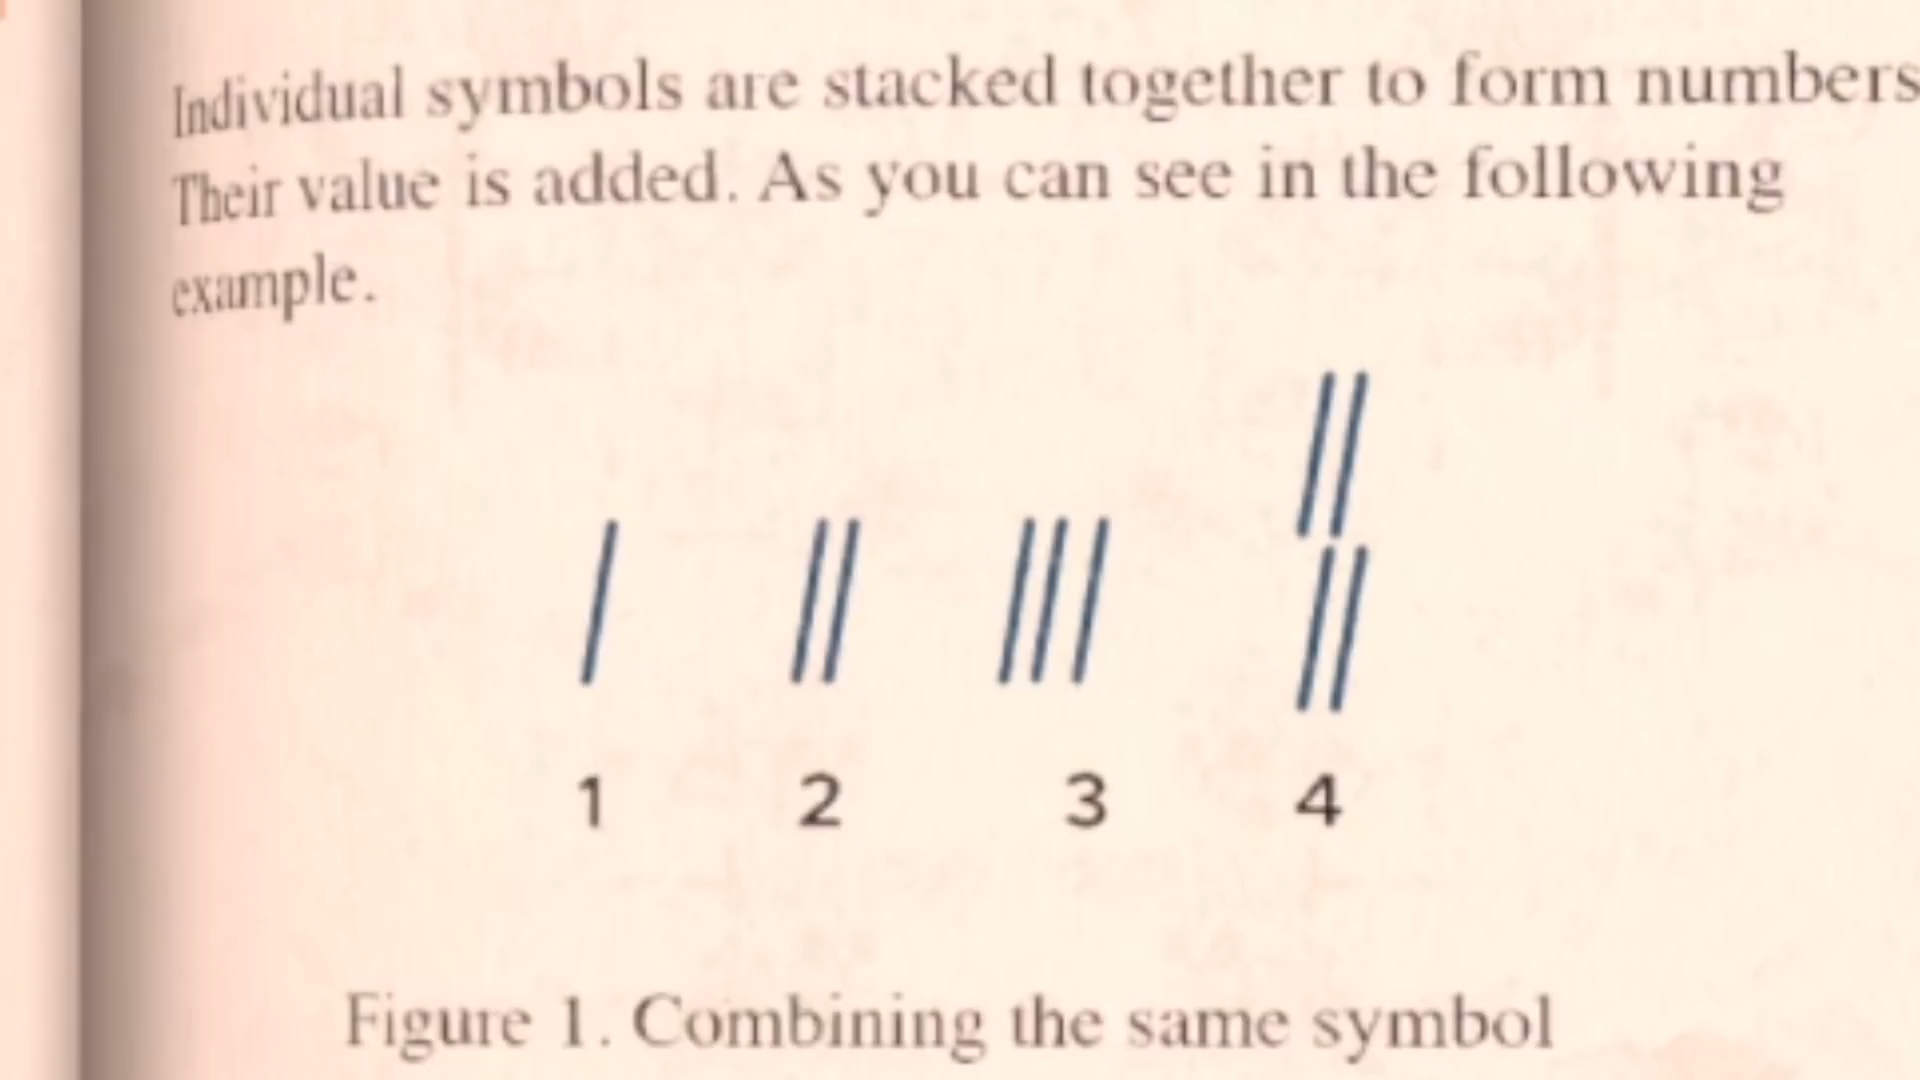 Individual symbols are stacked together to form numbers
Their value is added. As you can see in the following
example.
1 2 3 4
Figure 1. Combining the same symbol